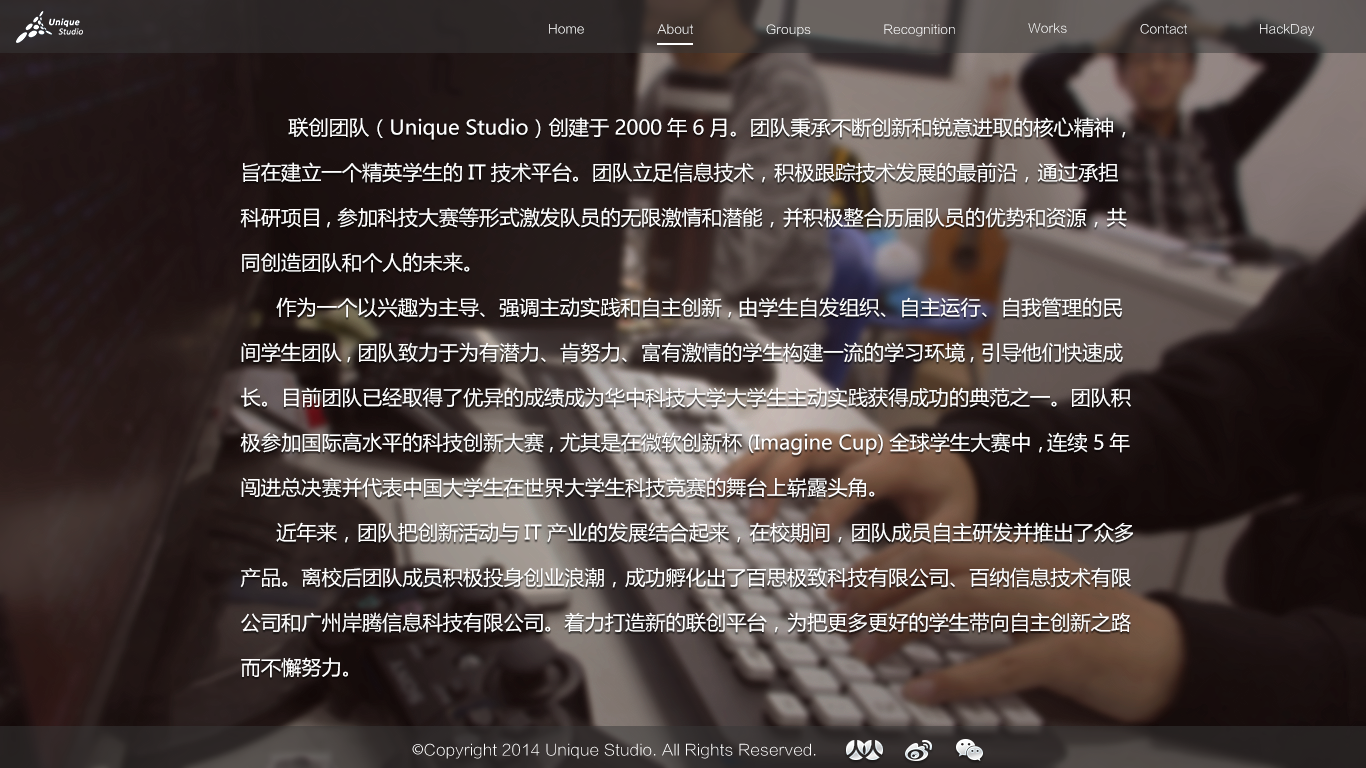 Unique
Studio
Home
About
Groups
Recognition
Works
Contact
HackDay
联创团队（Unique Studio）创建于 2000 年 6 月。团队秉承不断创新和锐意进取的核心精神，
旨在建立一个精英学生的 IT 技术平台。团队立足信息技术，积极跟踪技术发展的最前沿，通过承担
科研项目，参加科技大赛等形式激发队员的无限激情和潜能，并积极整合历届队员的优势和资源，共
同创造团队和个人的未来。
作为一个以兴趣为主导、强调主动实践和自主创新，由学生自发组织、自主运行、自我管理的民
间学生团队，团队致力于为有潜力、肯努力、富有激情的学生构建一流的学习环境，引导他们快速成
长。目前团队已经取得了优异的成绩成为华中科技大学大学生主动实践获得成功的典范之一。团队积
极参加国际高水平的科技创新大赛，尤其是在微软创新杯 (Imagine Cup) 全球学生大赛中，连续 5 年
闯进总决赛并代表中国大学生在世界大学生科技竞赛的舞台上崭露头角。
近年来，团队把创新活动与 IT 产业的发展结合起来，在校期间，团队成员自主研发并推出了众多
产品。离校后团队成员积极投身创业浪潮，成功孵化出了百思极致科技有限公司、百纳信息技术有限
公司和广州岸腾信息科技有限公司。着力打造新的联创平台，为把更多更好的学生带向自主创新之路
而不懈努力。
©Copyright 2014 Unique Studio. All Rights Reserved.